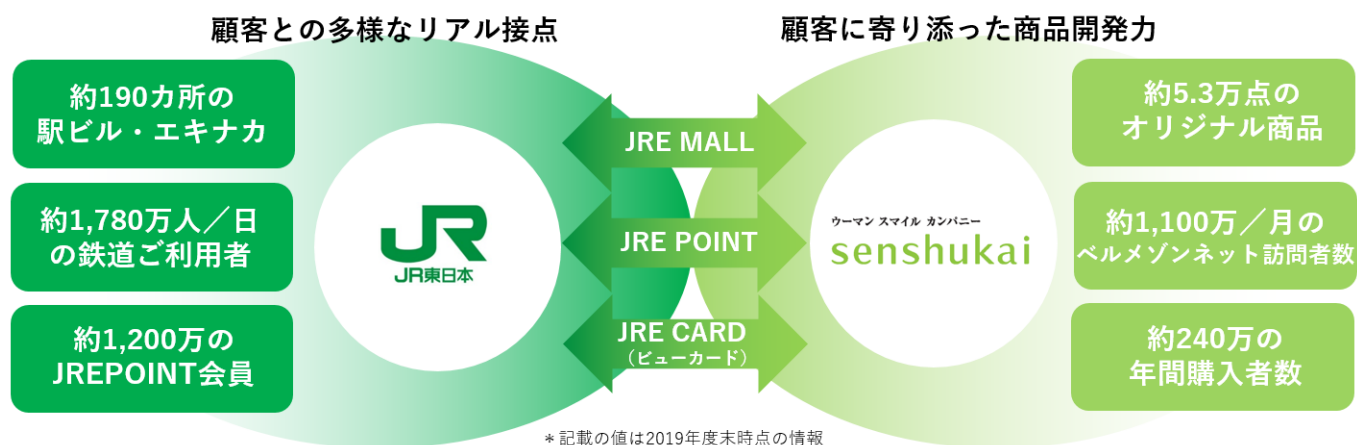 顧客との多様なリアル接点
顧客に寄り添った商品開発力
約190カ所の
駅ビル・エキナカ
約1,780万人／日
の鉄道ご利用者
約1,200万の
JREPOINT会員
JR
JR東日本
JRE MALL
JRE POINT
JRE CARD
（ビューカード）
ウーマン スマイル カンパニー
senshukai
約5.3万点の
オリジナル商品
約1,100万／月の
ベルメゾンネット訪問者数
約240万の
年間購入者数
＊記載の値は2019年度末時点の情報